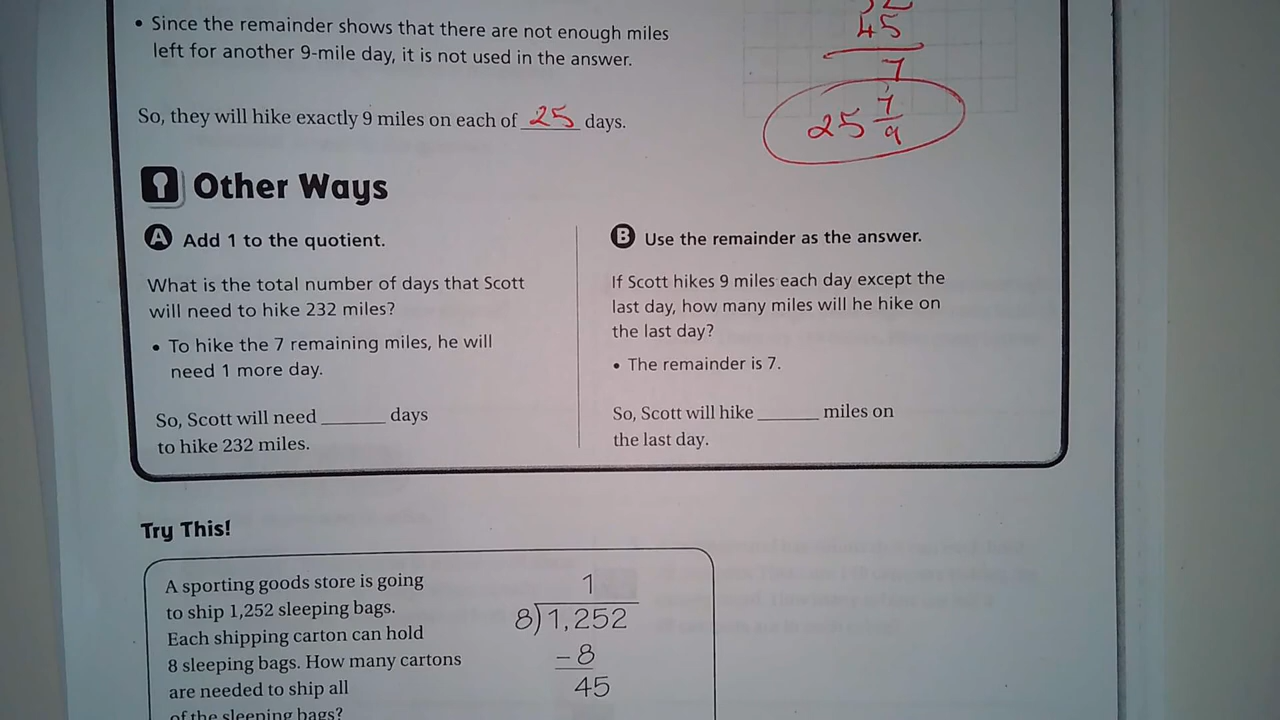 • Since the remainder shows that there are not enough miles
left for another 9-mile day, it is not used in the answer.
So, they will hike exactly 9 miles on each of 25 days.
45
7
25 7/9
Other Ways
A Add 1 to the quotient.
What is the total number of days that Scott
will need to hike 232 miles?
• To hike the 7 remaining miles, he will
need 1 more day.
So, Scott will need ______ days
to hike 232 miles.
B Use the remainder as the answer.
If Scott hikes 9 miles each day except the
last day, how many miles will he hike on
the last day?
• The remainder is 7.
So, Scott will hike ______ miles on
the last day.
Try This!
A sporting goods store is going
to ship 1,252 sleeping bags.
Each shipping carton can hold
8 sleeping bags. How many cartons
are needed to ship all
of the sleeping bags?
1
8)1,252
−8
45